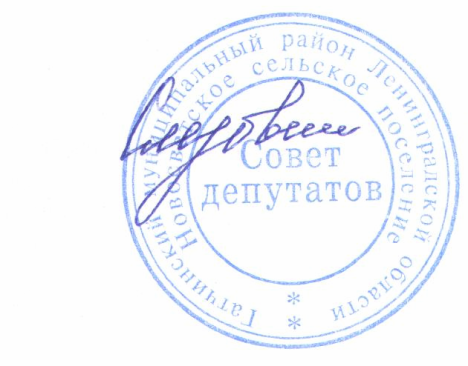 Гатчинский муниципальный район Ленинградской области
Новосветское сельское поселение
Совет
депутатов
* *